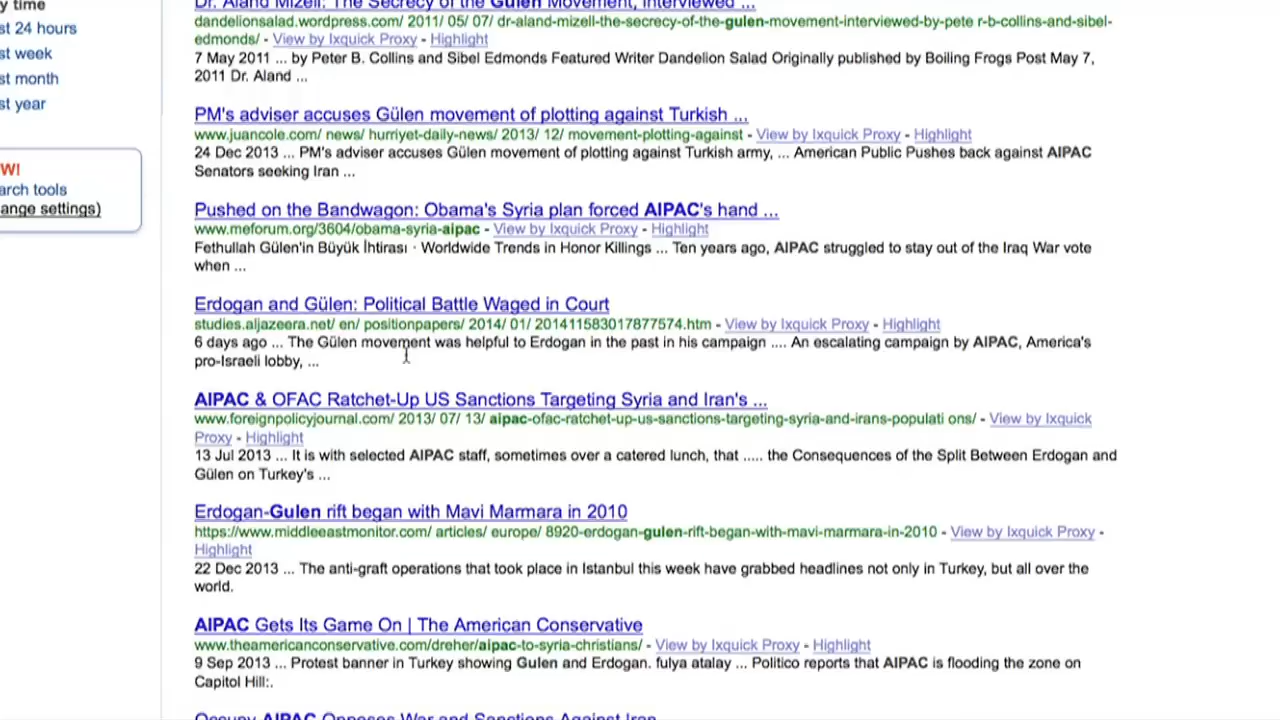 y time
st 24 hours
st week
st month
st year
W!
arch tools
ange settings)
Dr. Aland Mizell: The Secrecy of the Gulen Movement, Interviewed ...
dandelionsalad.wordpress.com/ 2011/ 05/ 07/ dr-aland-mizell-the-secrecy-of-the-gulen-movement-interviewed-by-pete r-b-collins-and-sibel-
edmonds/ - View by Ixquick Proxy - Highlight
7 May 2011 ... by Peter B. Collins and Sibel Edmonds Featured Writer Dandelion Salad Originally published by Boiling Frogs Post May 7,
2011 Dr. Aland ...
PM's adviser accuses Gülen movement of plotting against Turkish ...
www.juancole.com/ news/ hurriyet-daily-news/ 2013/ 12/ movement-plotting-against - View by Ixquick Proxy - Highlight
24 Dec 2013 ... PM's adviser accuses Gülen movement of plotting against Turkish army, ... American Public Pushes back against AIPAC
Senators seeking Iran ...
Pushed on the Bandwagon: Obama's Syria plan forced AIPAC's hand ...
www.meforum.org/3604/obama-syria-aipac - View by Ixquick Proxy - Highlight
Fethullah Gülen'in Büyük İhtirası · Worldwide Trends in Honor Killings ... Ten years ago, AIPAC struggled to stay out of the Iraq War vote
when ...
Erdogan and Gülen: Political Battle Waged in Court
studies.aljazeera.net/ en/ positionpapers/ 2014/ 01/ 201411583017877574.htm - View by Ixquick Proxy - Highlight
6 days ago ... The Gülen movement was helpful to Erdogan in the past in his campaign .... An escalating campaign by AIPAC, America's
pro-Israeli lobby, ...
AIPAC & OFAC Ratchet-Up US Sanctions Targeting Syria and Iran's ...
www.foreignpolicyjournal.com/ 2013/ 07/ 13/ aipac-ofac-ratchet-up-us-sanctions-targeting-syria-and-irans-populati ons/ - View by Ixquick
Proxy - Highlight
13 Jul 2013 ... It is with selected AIPAC staff, sometimes over a catered lunch, that ..... the Consequences of the Split Between Erdogan and
Gülen on Turkey's ...
Erdogan-Gulen rift began with Mavi Marmara in 2010
https://www.middleeastmonitor.com/ articles/ europe/ 8920-erdogan-gulen-rift-began-with-mavi-marmara-in-2010 - View by Ixquick Proxy -
Highlight
22 Dec 2013 ... The anti-graft operations that took place in Istanbul this week have grabbed headlines not only in Turkey, but all over the
world.
AIPAC Gets Its Game On | The American Conservative
www.theamericanconservative.com/dreher/aipac-to-syria-christians/ - View by Ixquick Proxy - Highlight
9 Sep 2013 ... Protest banner in Turkey showing Gulen and Erdogan. fulya atalay ... Politico reports that AIPAC is flooding the zone on
Capitol Hill:.
Occupy AIPAC Opposes War and Sanctions Against Iran